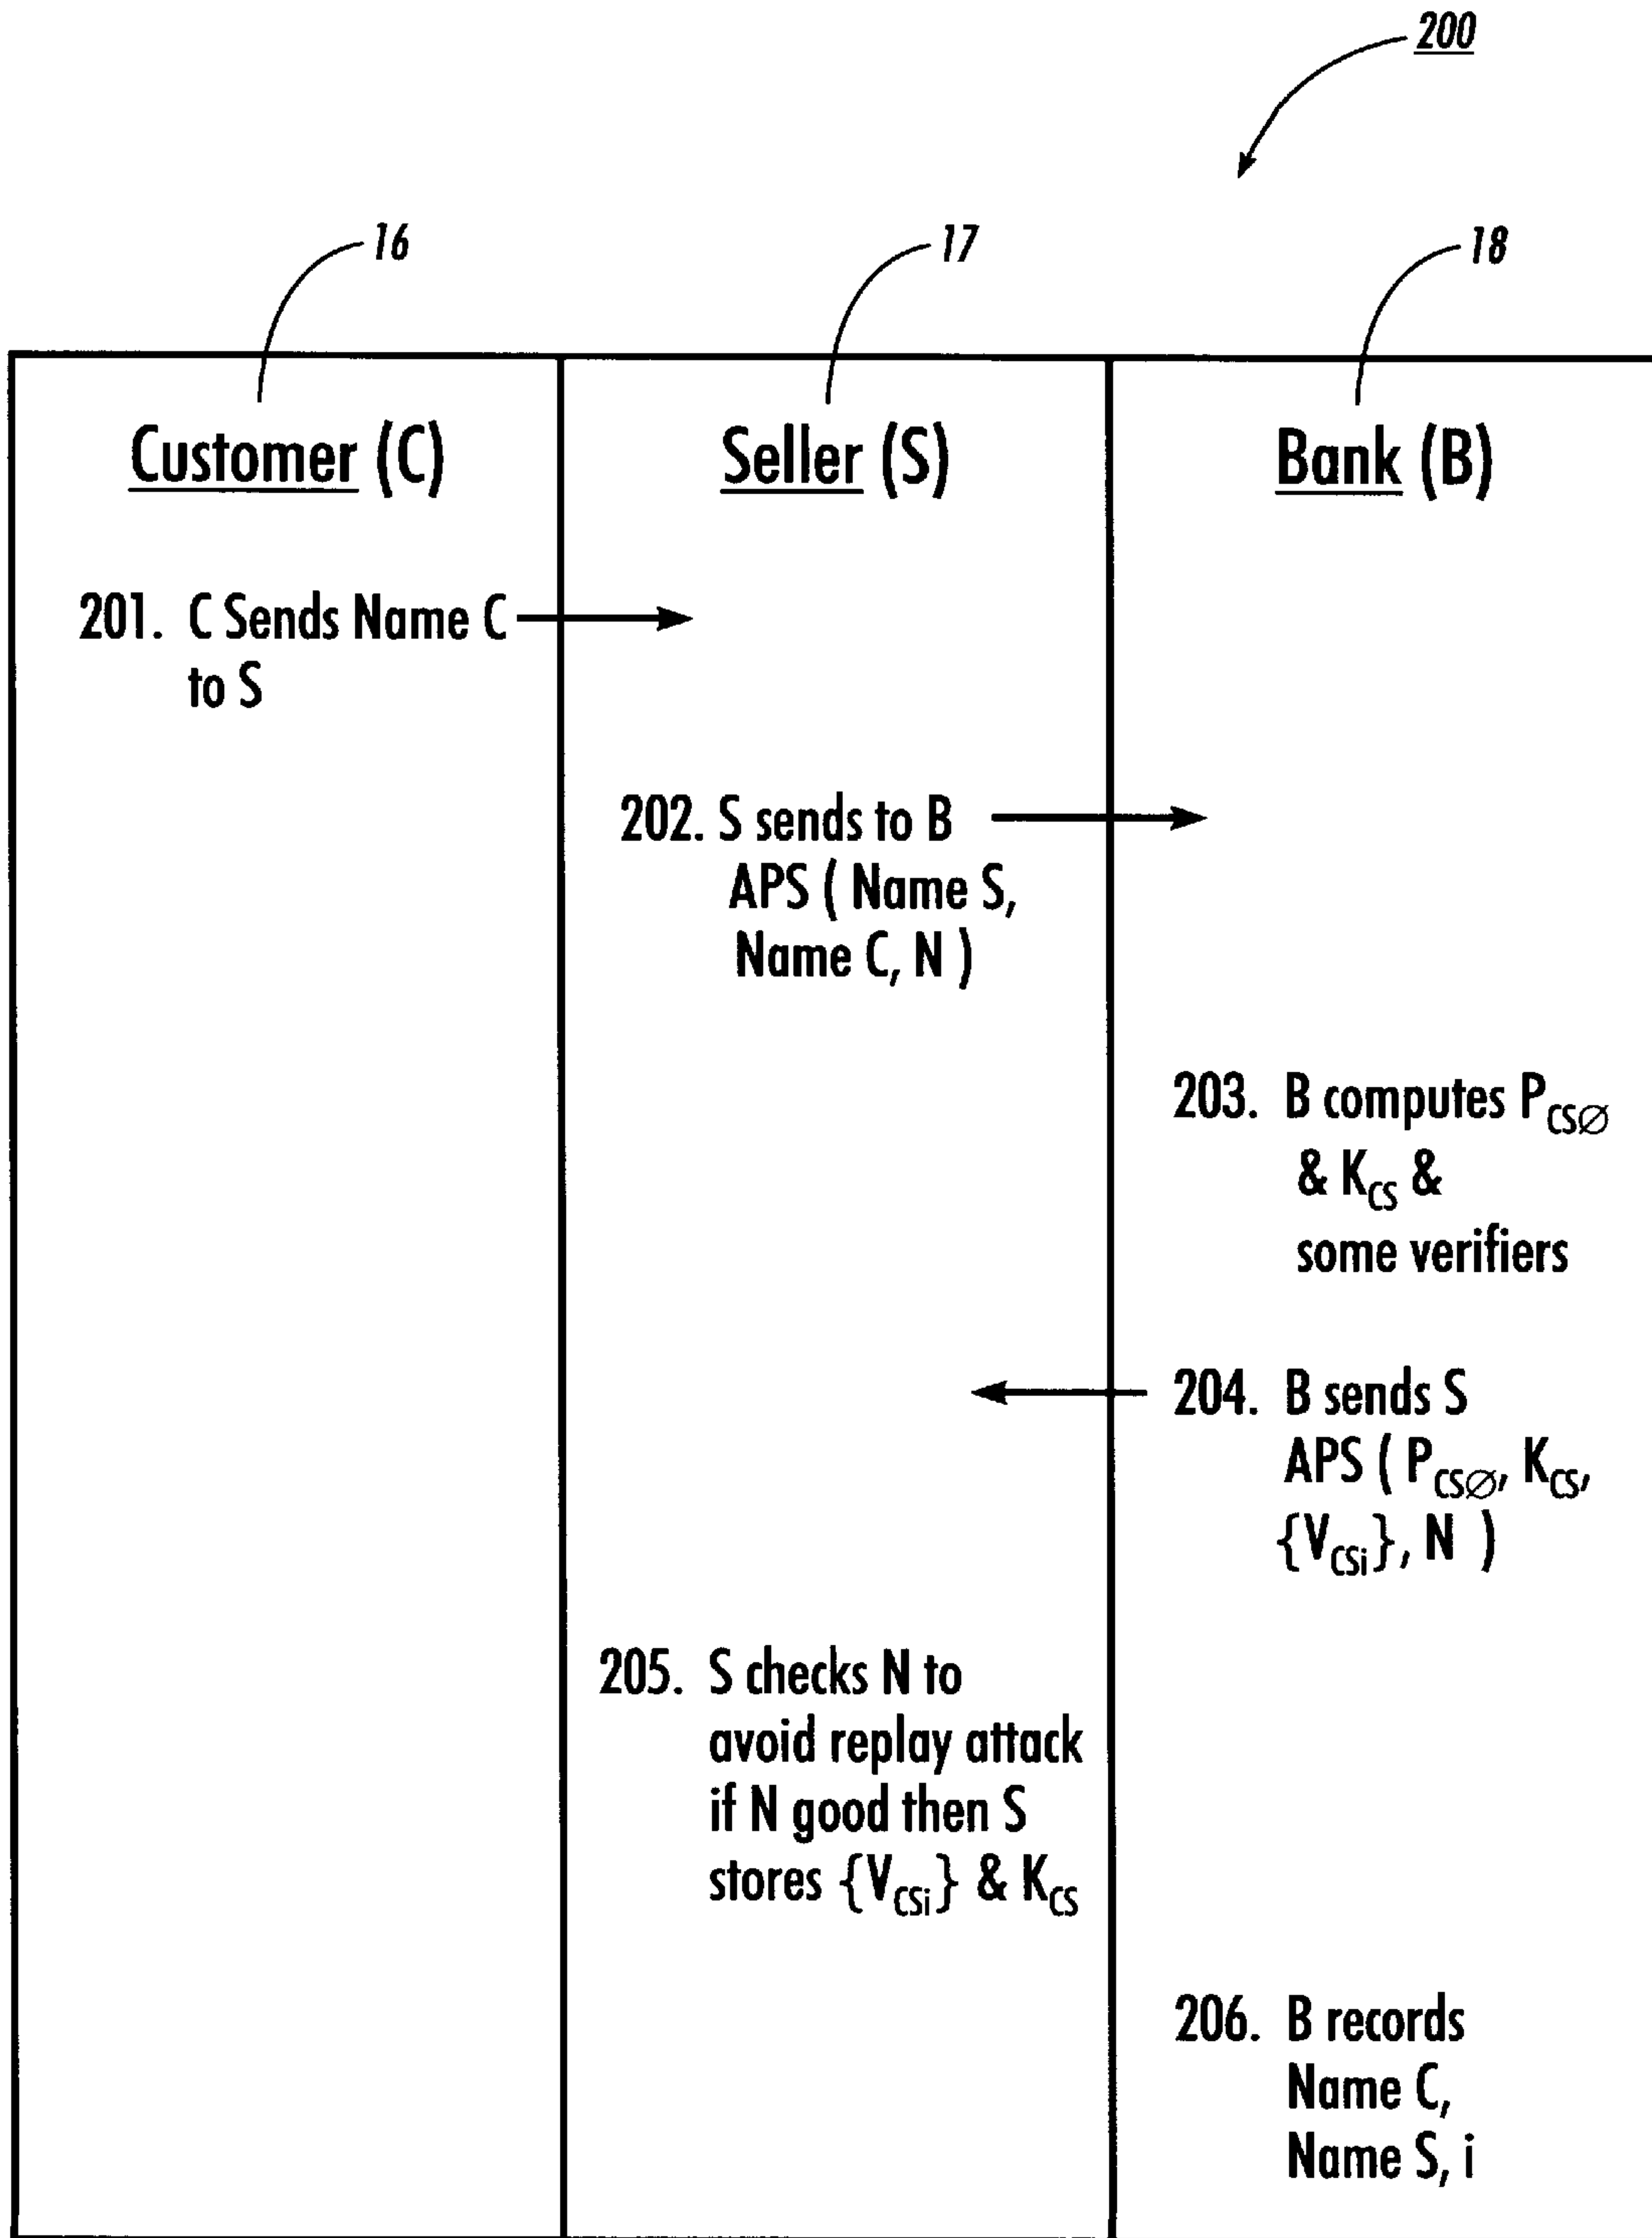 200
16
17
18
Customer (C)
Seller (S)
Bank (B)
201. C Sends Name C
to S
202. S sends to B
APS ( Name S,
Name C, N )
203. B computes P_CS∅
& K_CS &
some verifiers
204. B sends S
APS ( P_CS∅, K_CS,
{V_CSi}, N )
205. S checks N to
avoid replay attack
if N good then S
stores {V_CSi} & K_CS
206. B records
Name C,
Name S, i